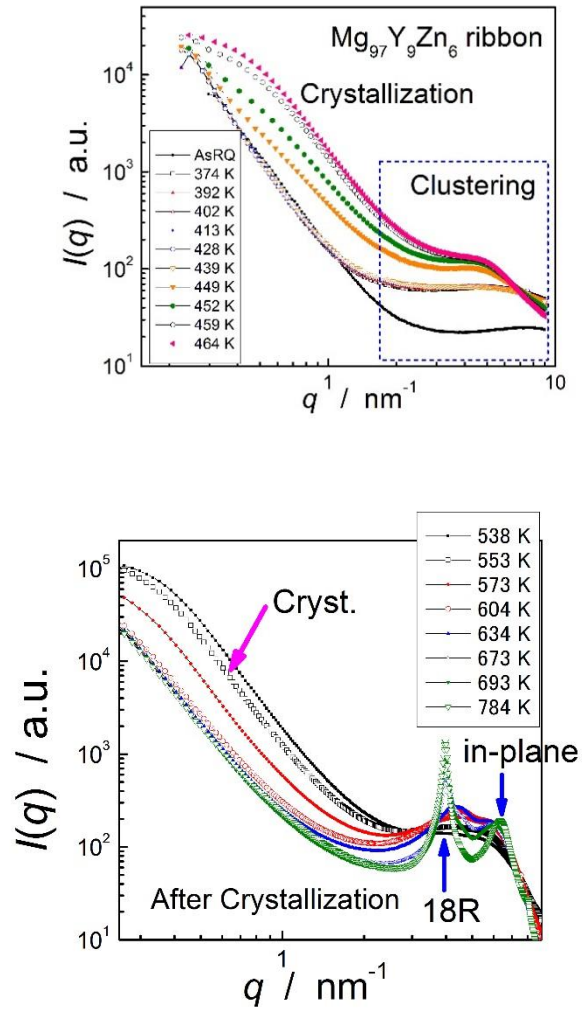 Mg97Y9Zn6 ribbon
Crystallization
Clustering
AsRQ
374 K
392 K
402 K
413 K
428 K
439 K
449 K
452 K
459 K
464 K
I(q) / a.u.
10^4
10^3
10^2
10^1
1
10
q / nm^-1
538 K
553 K
573 K
604 K
634 K
673 K
693 K
784 K
Cryst.
in-plane
18R
After Crystallization
I(q) / a.u.
10^5
10^4
10^3
10^2
10^1
1
q / nm^-1